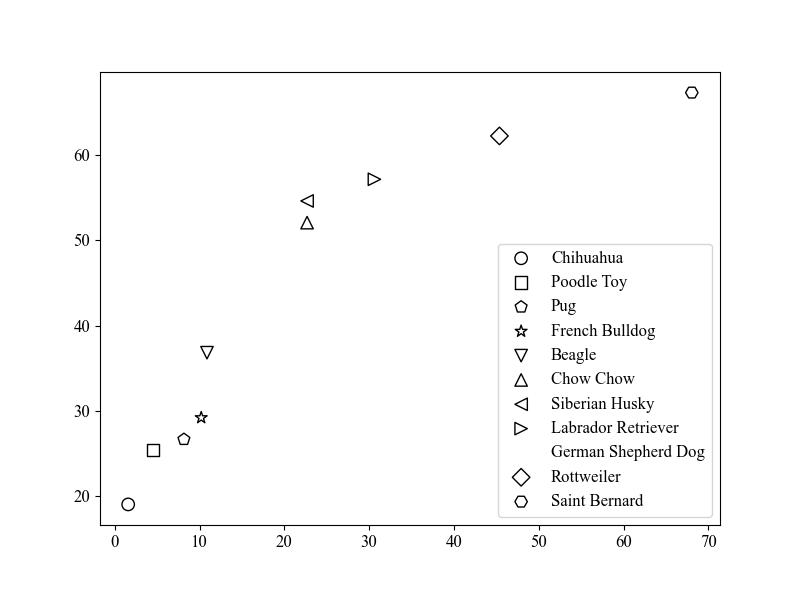 60
50
40
30
20
Chihuahua
Poodle Toy
Pug
French Bulldog
Beagle
Chow Chow
Siberian Husky
Labrador Retriever
German Shepherd Dog
Rottweiler
Saint Bernard
0 10 20 30 40 50 60 70